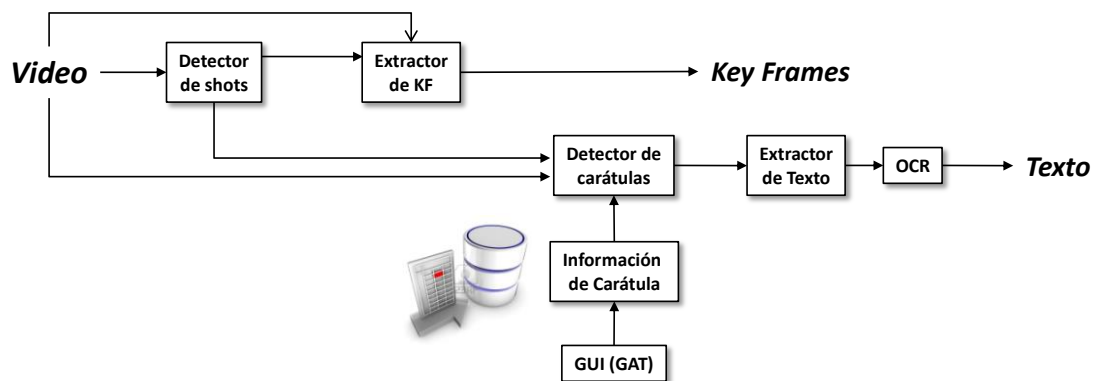 Video
Detector
de shots
Extractor
de KF
Key Frames
Detector de
carátulas
Extractor
de Texto
OCR
Texto
Información
de Carátula
GUI (GAT)